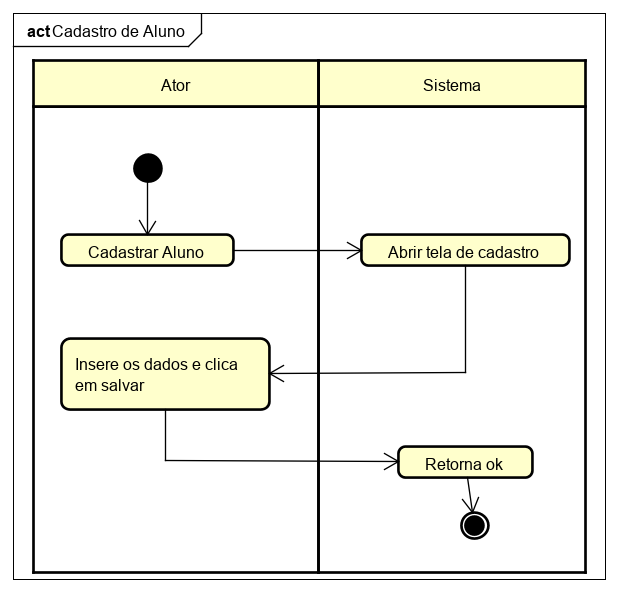 act Cadastro de Aluno
Ator
Sistema
Cadastrar Aluno
Abrir tela de cadastro
Insere os dados e clica
em salvar
Retorna ok